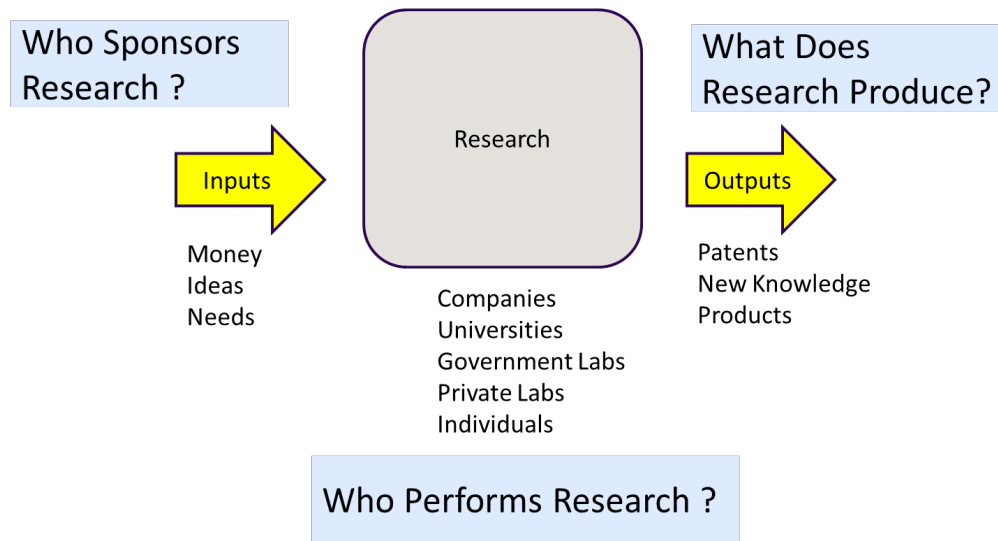 Who Sponsors
Research ?
Inputs
Money
Ideas
Needs
Research
Companies
Universities
Government Labs
Private Labs
Individuals
Who Performs Research ?
What Does
Research Produce?
Outputs
Patents
New Knowledge
Products